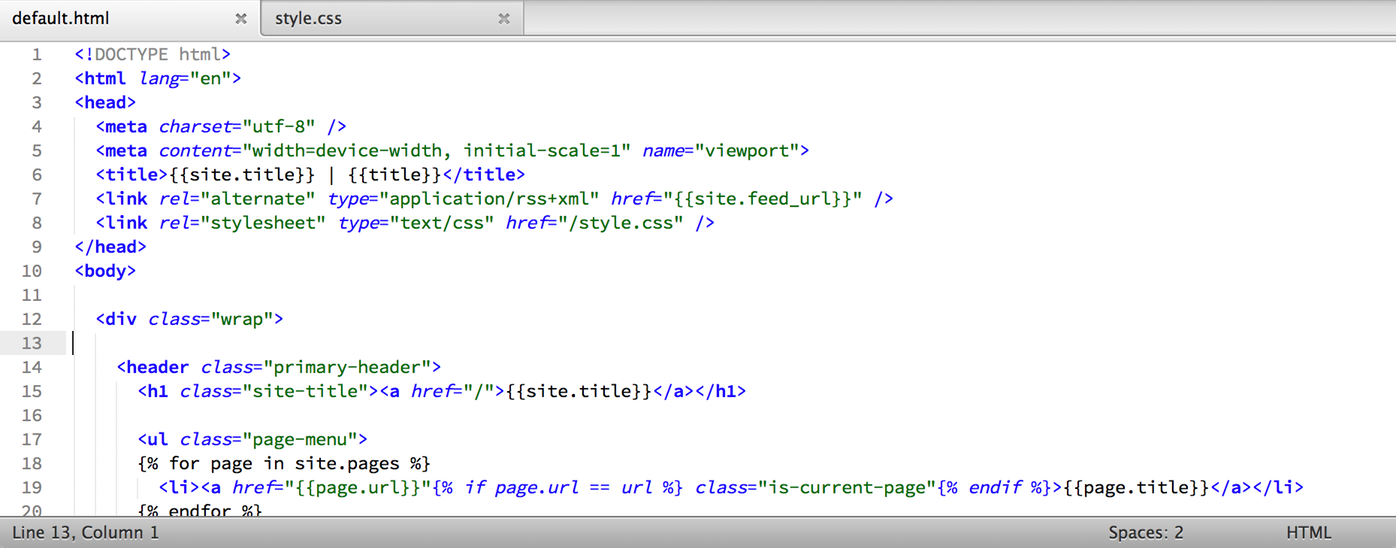 default.html × style.css ×
1 <!DOCTYPE html>
2 <html lang="en">
3 <head>
4   <meta charset="utf-8" />
5   <meta content="width=device-width, initial-scale=1" name="viewport">
6   <title>{{site.title}} | {{title}}</title>
7   <link rel="alternate" type="application/rss+xml" href="{{site.feed_url}}" />
8   <link rel="stylesheet" type="text/css" href="/style.css" />
9 </head>
10 <body>
11
12   <div class="wrap">
13
14     <header class="primary-header">
15       <h1 class="site-title"><a href="/">{{site.title}}</a></h1>
16
17       <ul class="page-menu">
18       {% for page in site.pages %}
19         <li><a href="{{page.url}}"{% if page.url == url %} class="is-current-page"{% endif %}>{{page.title}}</a></li>
20       {% endfor %}
Line 13, Column 1 Spaces: 2 HTML